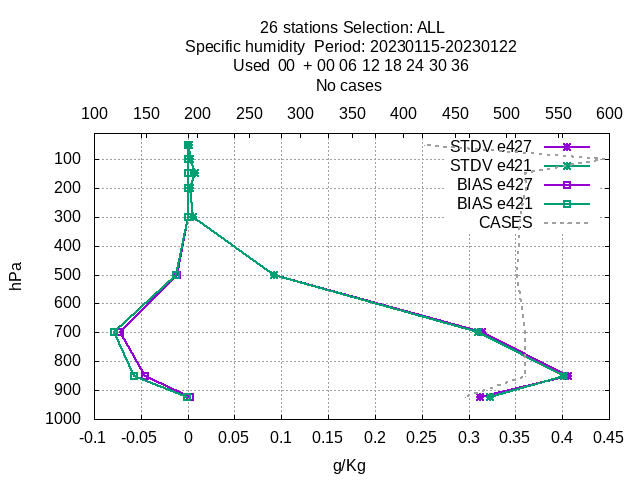 26 stations Selection: ALL
Specific humidity  Period: 20230115-20230122
Used  00  + 00 06 12 18 24 30 36
No cases
100 150 200 250 300 350 400 450 500 550 600
STDV e427
STDV e421
BIAS e427
BIAS e421
CASES
hPa
100
200
300
400
500
600
700
800
900
1000
-0.1 -0.05 0 0.05 0.1 0.15 0.2 0.25 0.3 0.35 0.4 0.45
g/Kg